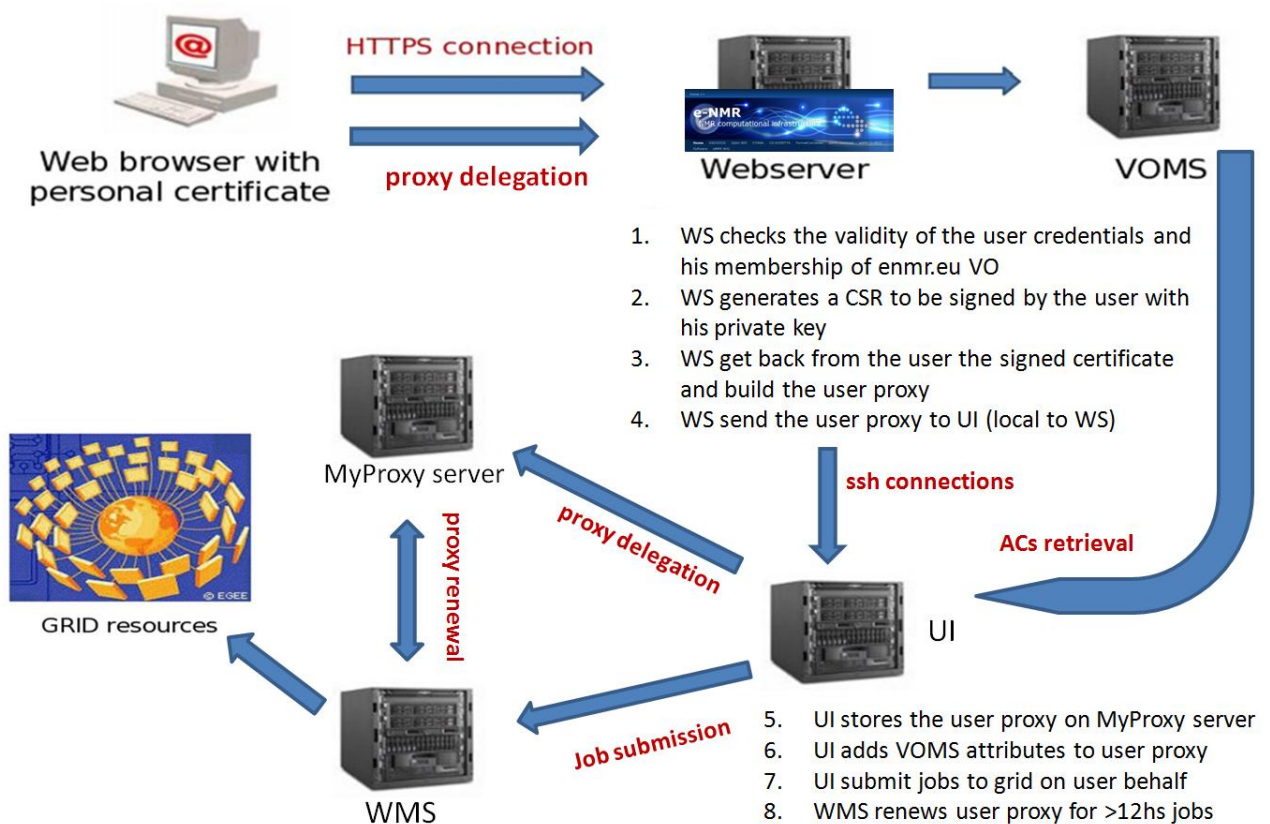 HTTPS connection
e-NMR
NMR computational infrastructure
Home
Web browser with
personal certificate
proxy delegation
Webserver
VOMS
1. WS checks the validity of the user credentials and
his membership of enmr.eu VO
2. WS generates a CSR to be signed by the user with
his private key
3. WS get back from the user the signed certificate
and build the user proxy
4. WS send the user proxy to UI (local to WS)
MyProxy server
ssh connections
ACs retrieval
proxy delegation
proxy renewal
© EGEE
GRID resources
UI
Job submission
WMS
5. UI stores the user proxy on MyProxy server
6. UI adds VOMS attributes to user proxy
7. UI submit jobs to grid on user behalf
8. WMS renews user proxy for >12hs jobs